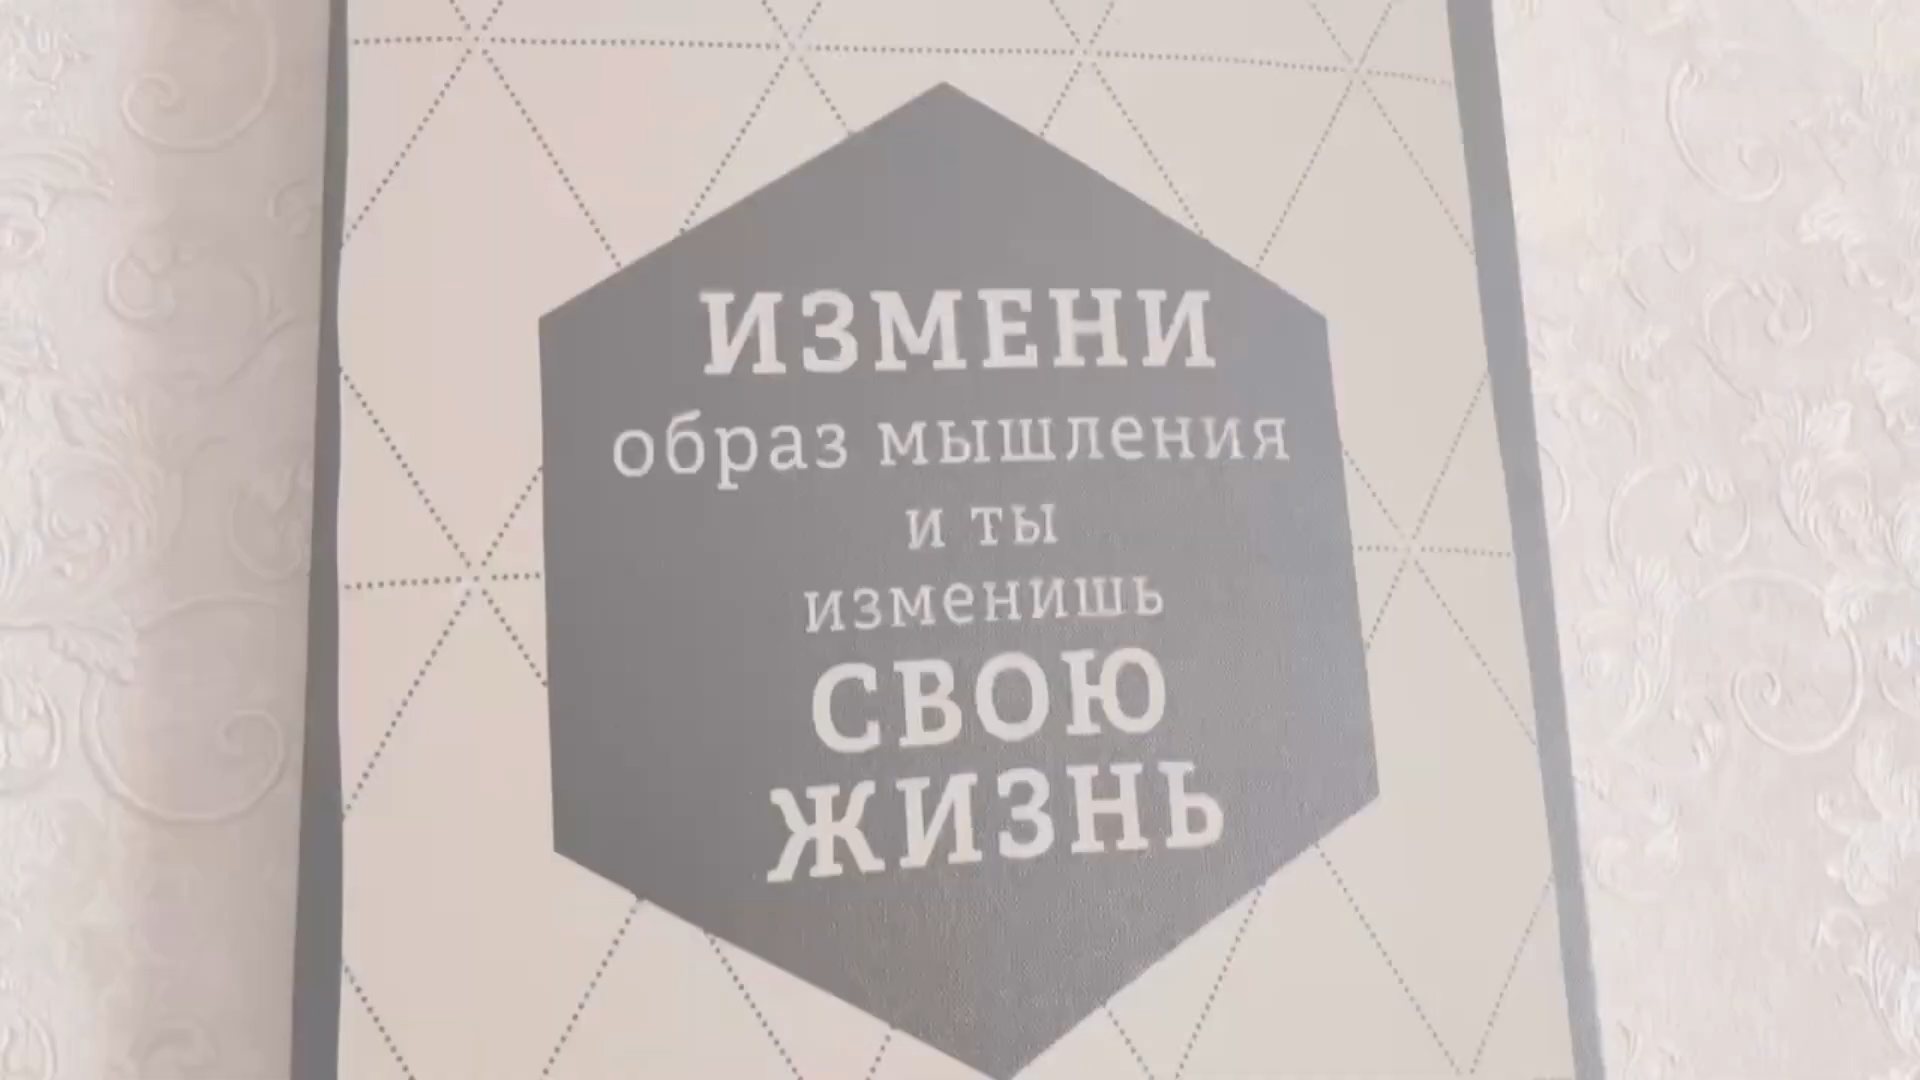 ИЗМЕНИ
образ мышления
и ты
изменишь
СВОЮ
ЖИЗНЬ